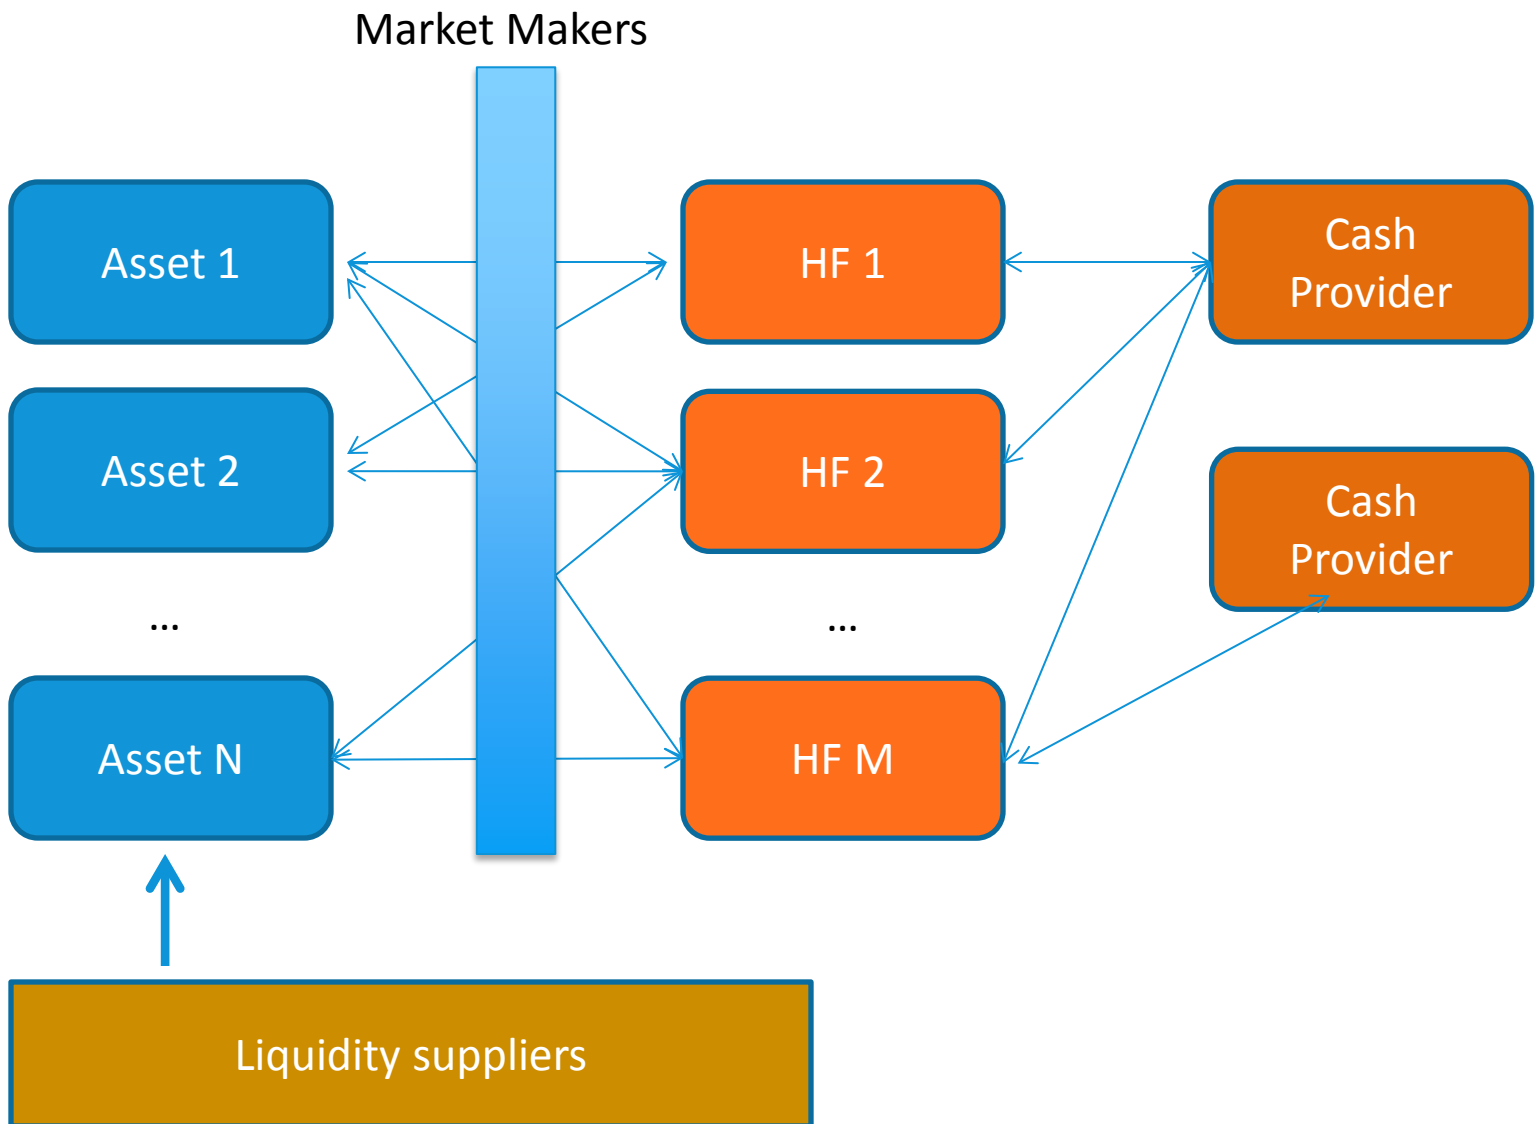 Market Makers
Asset 1
HF 1
Cash
Provider
Asset 2
HF 2
Cash
Provider
...
...
Asset N
HF M
Liquidity suppliers